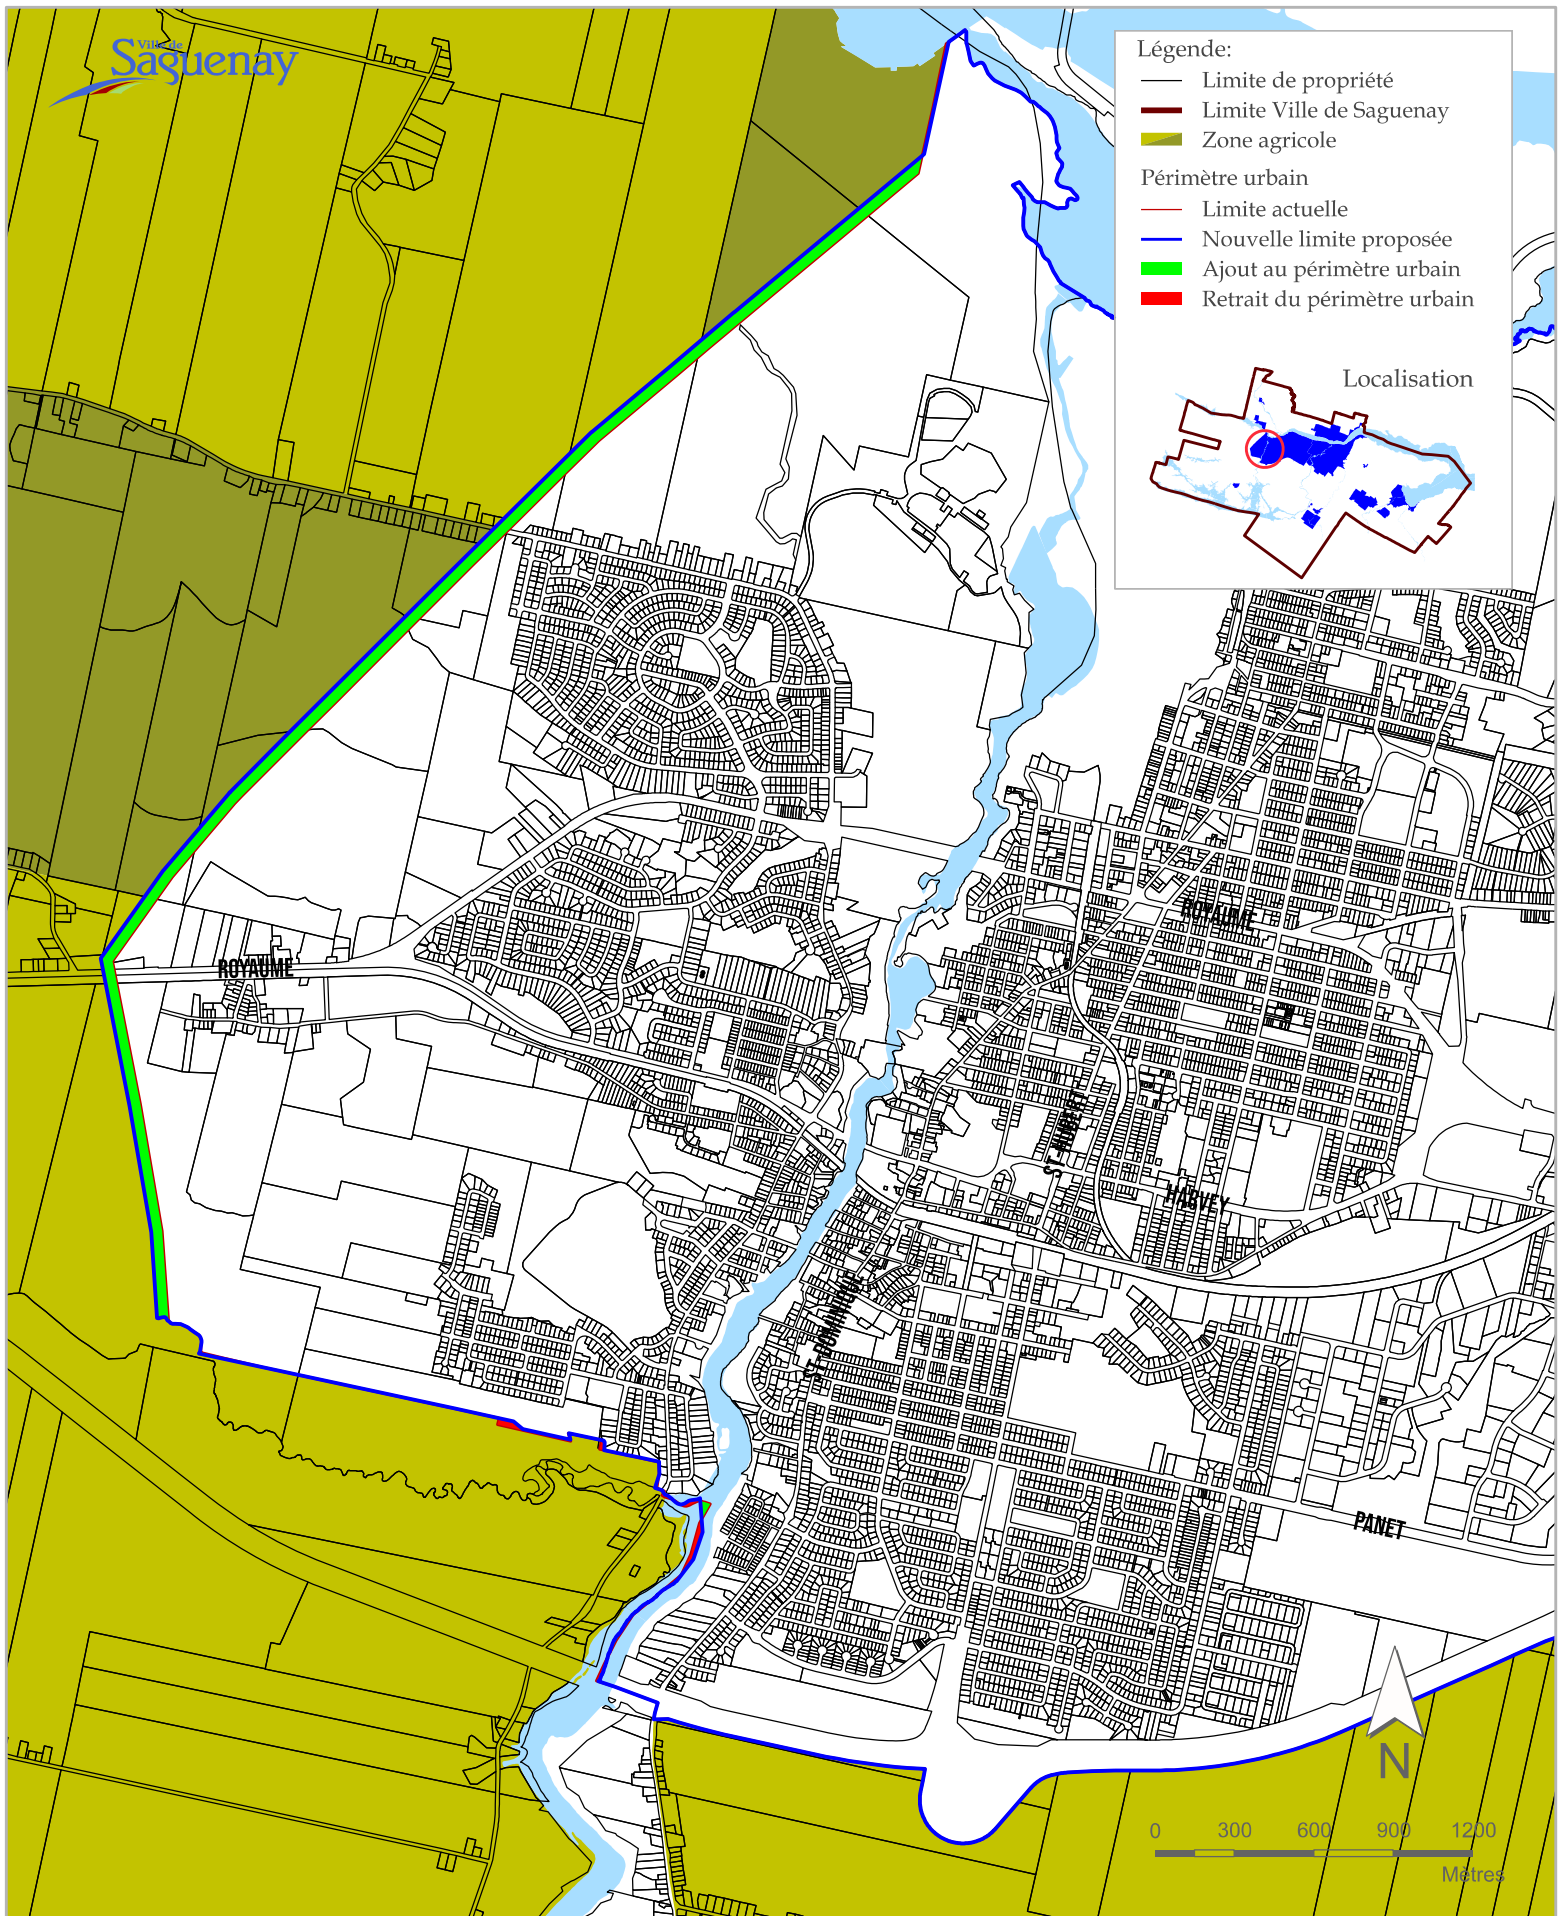 Ville de
Saguenay
Légende:
Limite de propriété
Limite Ville de Saguenay
Zone agricole
Périmètre urbain
Limite actuelle
Nouvelle limite proposée
Ajout au périmètre urbain
Retrait du périmètre urbain
Localisation
ROYAUME
ROYAUME
ST-HUBERT
HARVEY
ST-DOMINIQUE
PANET
N
0 300 600 900 1200
Mètres